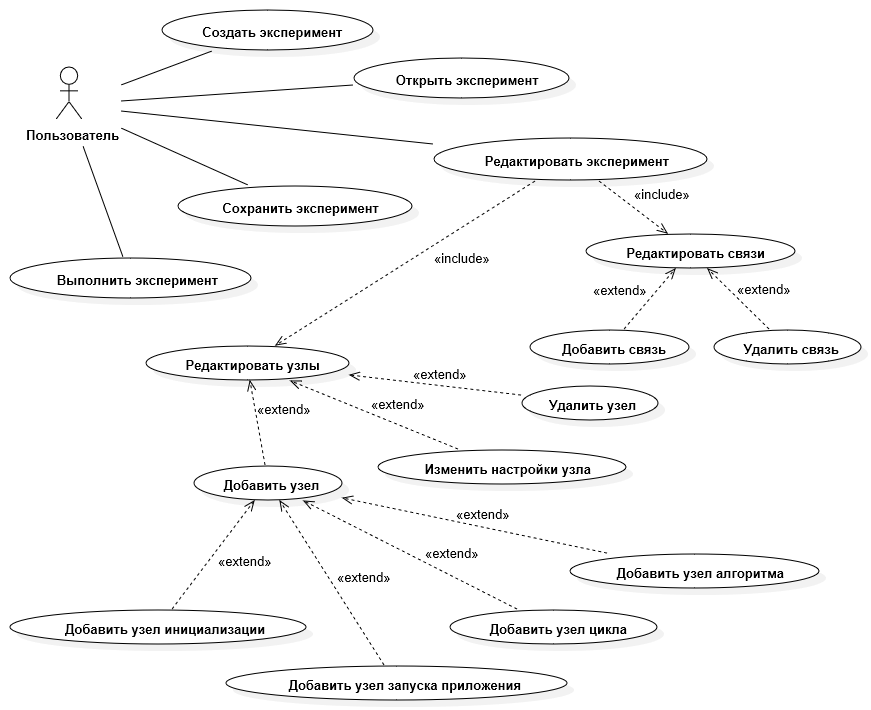 Создать эксперимент
Открыть эксперимент
Пользователь
Редактировать эксперимент
«include»
Сохранить эксперимент
Редактировать связи
«include»
Выполнить эксперимент
«extend»
«extend»
Добавить связь
Удалить связь
Редактировать узлы
«extend»
«extend»
«extend»
Удалить узел
Изменить настройки узла
Добавить узел
«extend»
«extend»
«extend»
«extend»
Добавить узел алгоритма
Добавить узел инициализации
Добавить узел цикла
Добавить узел запуска приложения